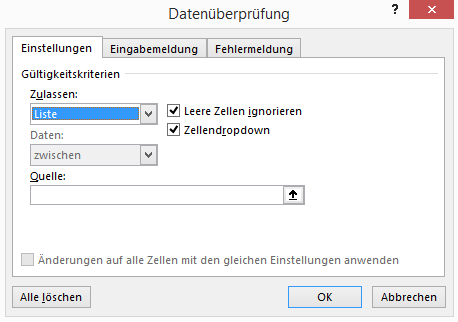 Datenüberprüfung
?
Einstellungen Eingabemeldung Fehlermeldung
Gültigkeitskriterien
Zulassen:
Liste
Leere Zellen ignorieren
Zellendropdown
Daten:
zwischen
Quelle:
Änderungen auf alle Zellen mit den gleichen Einstellungen anwenden
Alle löschen OK Abbrechen